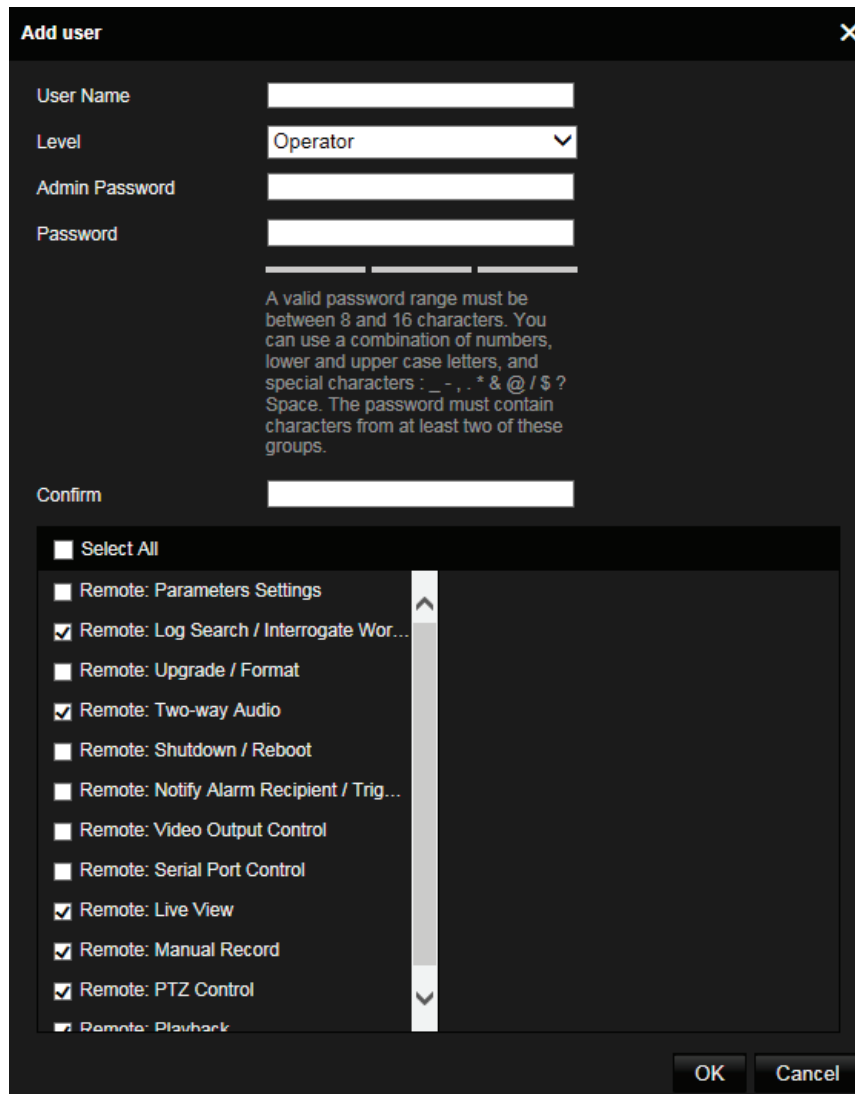 Add user
User Name
Level
Operator
Admin Password
Password
A valid password range must be
between 8 and 16 characters. You
can use a combination of numbers,
lower and upper case letters, and
special characters : _ - , . * & @ / $ ?
Space. The password must contain
characters from at least two of these
groups.
Confirm
Select All
Remote: Parameters Settings
Remote: Log Search / Interrogate Wor...
Remote: Upgrade / Format
Remote: Two-way Audio
Remote: Shutdown / Reboot
Remote: Notify Alarm Recipient / Trig...
Remote: Video Output Control
Remote: Serial Port Control
Remote: Live View
Remote: Manual Record
Remote: PTZ Control
Remote: Playback
OK Cancel